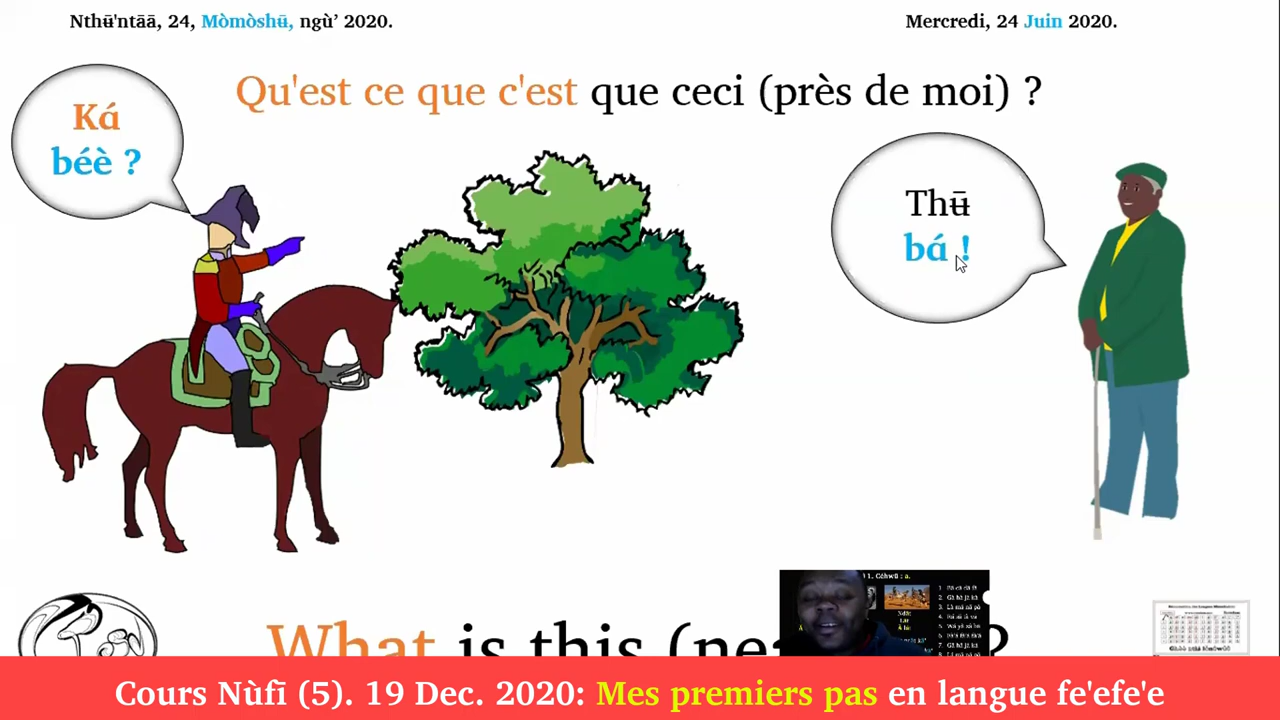 Nthʉ̄'ntāā, 24, Mòmòshʉ̄, ngù’ 2020.
Mercredi, 24 Juin 2020.
Qu'est ce que c'est que ceci (près de moi) ?
Ká
béè ?
Thʉ̄
bá !
What is this (ne ?
Cours Nùfī (5). 19 Dec. 2020: Mes premiers pas en langue fe'efe'e